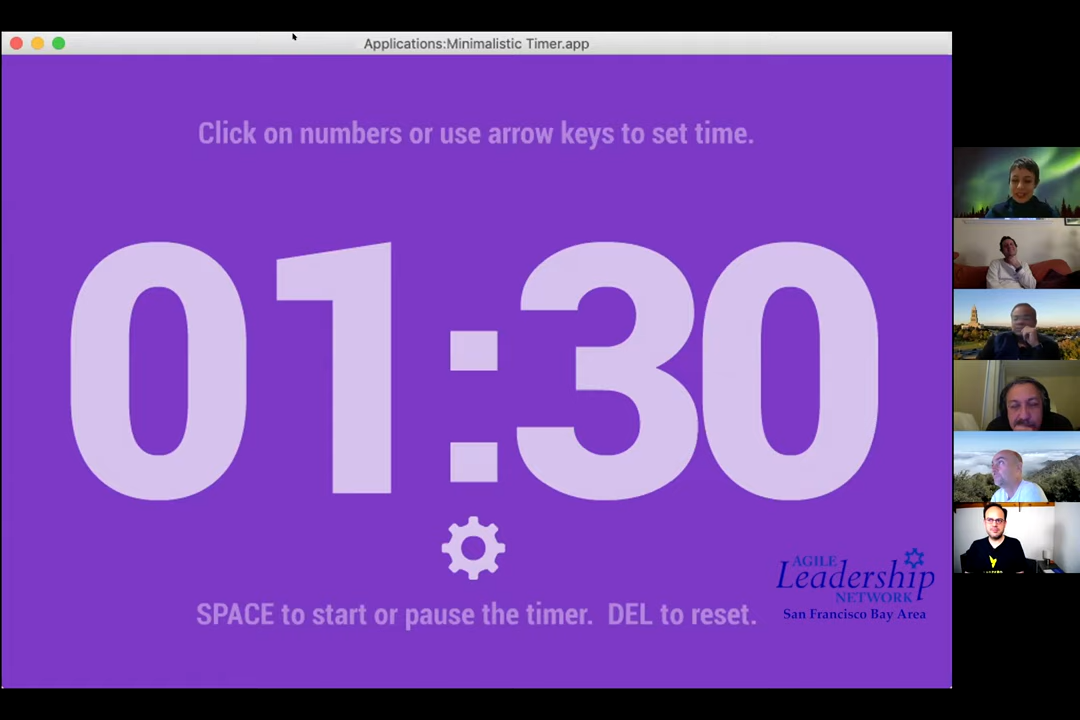 Applications:Minimalistic Timer.app
Click on numbers or use arrow keys to set time.
01:30
SPACE to start or pause the timer. DEL to reset.
AGILE
Leadership
NETWORK
San Francisco Bay Area